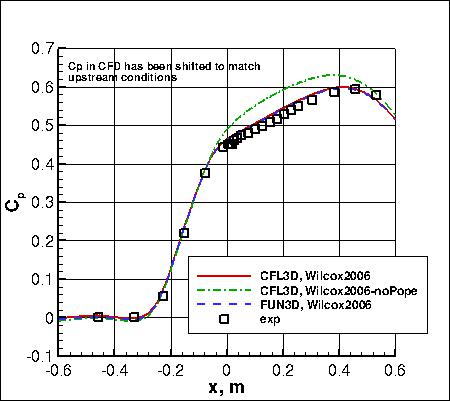 Cp in CFD has been shifted to match
upstream conditions
0.7
0.6
0.5
0.4
0.3
0.2
0.1
0
-0.1
Cp
CFL3D, Wilcox2006
CFL3D, Wilcox2006-noPope
FUN3D, Wilcox2006
exp
-0.6 -0.4 -0.2 0 0.2 0.4 0.6
x, m